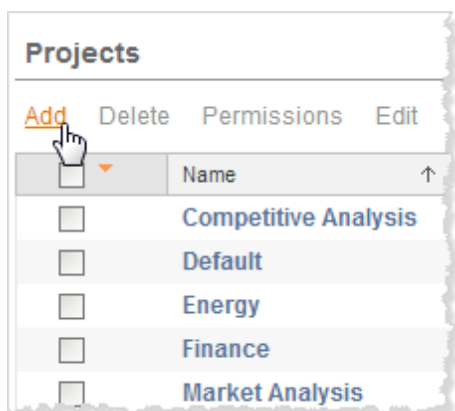 Projects
Add Delete Permissions Edit
Name
Competitive Analysis
Default
Energy
Finance
Market Analysis